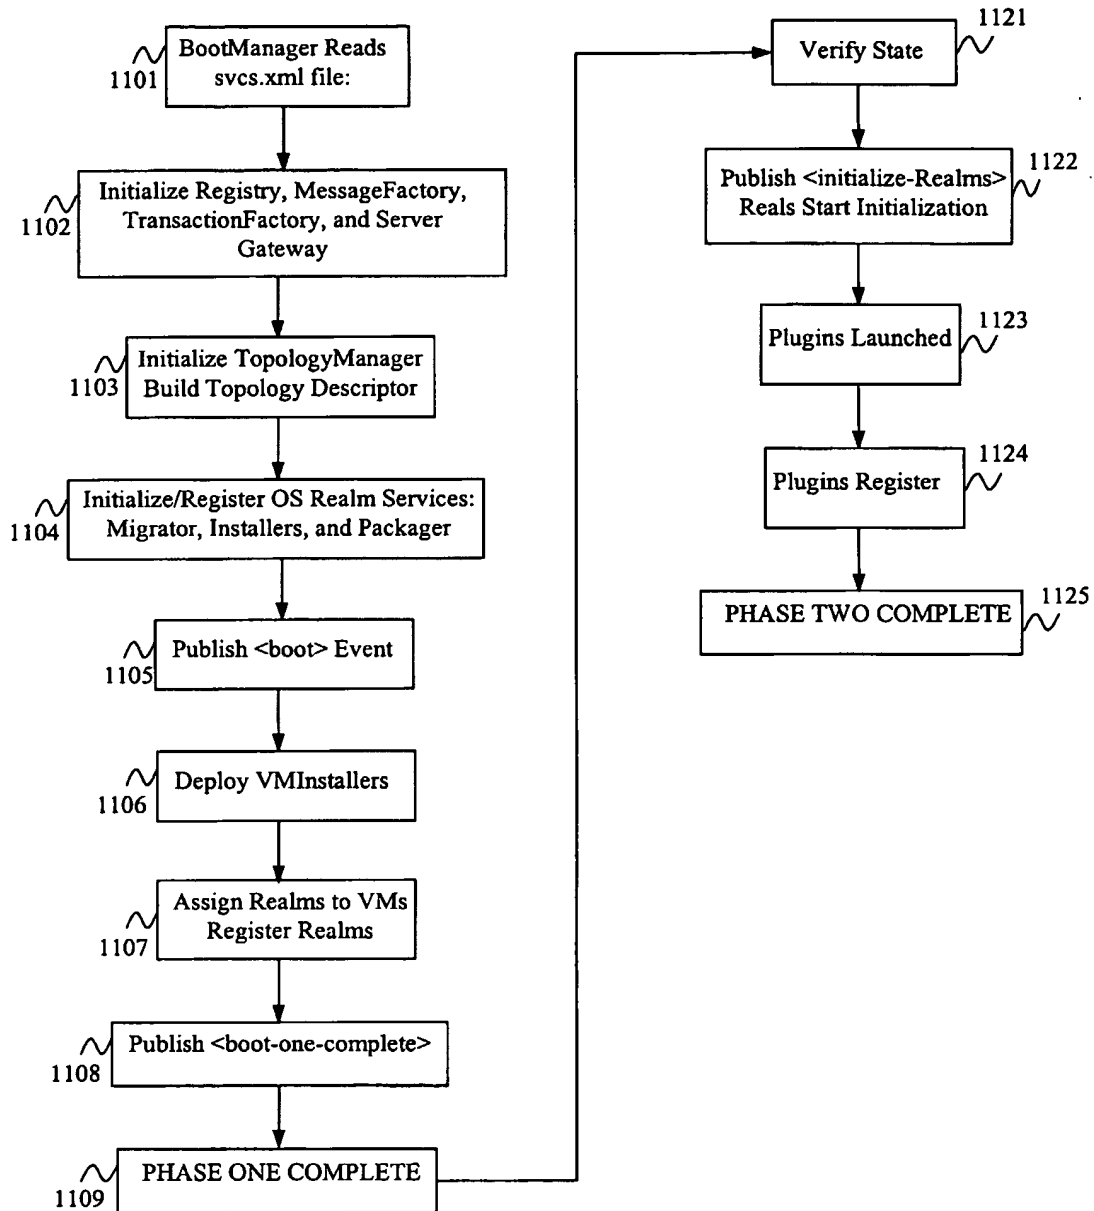 BootManager Reads
svcs.xml file:
1101
Initialize Registry, MessageFactory,
TransactionFactory, and Server
Gateway
1102
Initialize TopologyManager
Build Topology Descriptor
1103
Initialize/Register OS Realm Services:
Migrator, Installers, and Packager
1104
Publish <boot> Event
1105
Deploy VMInstallers
1106
Assign Realms to VMs
Register Realms
1107
Publish <boot-one-complete>
1108
PHASE ONE COMPLETE
1109
1121
Verify State
1122
Publish <initialize-Realms>
Reals Start Initialization
1123
Plugins Launched
1124
Plugins Register
1125
PHASE TWO COMPLETE